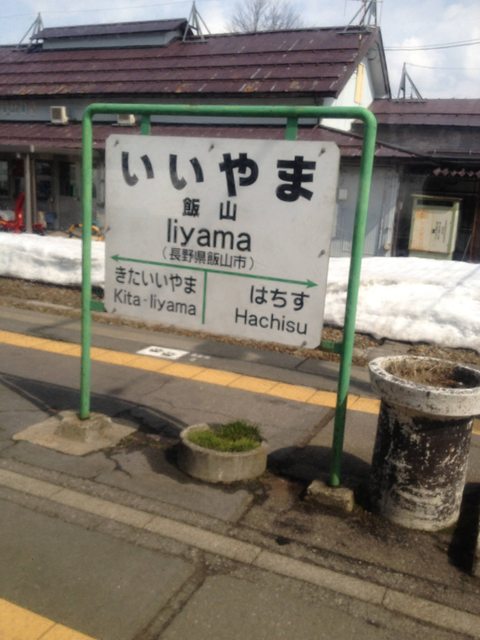 いいやま
飯山
Iiyama
(長野県飯山市)
きたいいやま
Kita-Iiyama
はちす
Hachisu